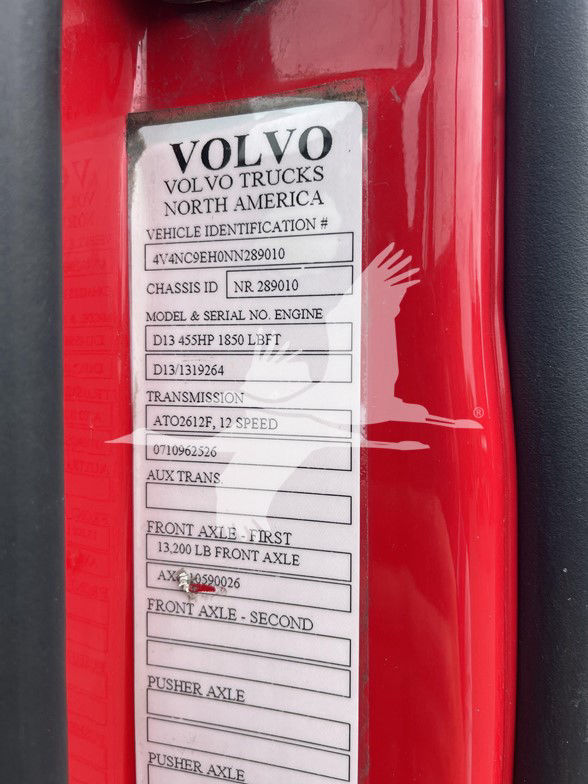 VOLVO
VOLVO TRUCKS
NORTH AMERICA
VEHICLE IDENTIFICATION #
4V4NC9EH0NN289010
CHASSIS ID NR 289010
MODEL & SERIAL NO. ENGINE
D13 455HP 1850 LBFT
D13/1319264
TRANSMISSION
ATO2612F, 12 SPEED
0710962526
AUX TRANS.
FRONT AXLE - FIRST
13,200 LB FRONT AXLE
FRONT AXLE - SECOND
PUSHER AXLE
PUSHER AXLE
®